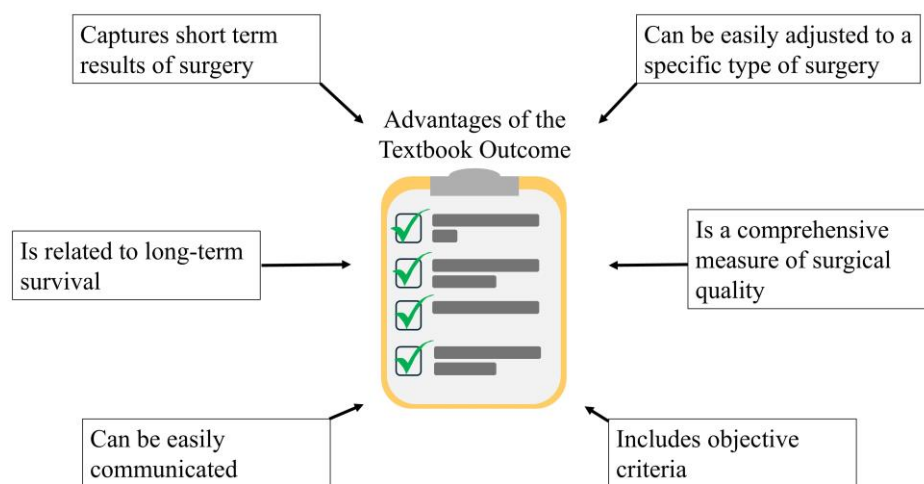 Captures short term
results of surgery
Can be easily adjusted to a
specific type of surgery
Advantages of the
Textbook Outcome
Is related to long-term
survival
Is a comprehensive
measure of surgical
quality
Can be easily
communicated
Includes objective
criteria